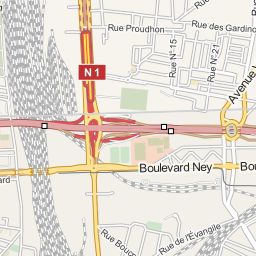 Rue Proudhon
Rue des Gardino
Rue N°15
Rue N°21
N 1
Avenue
Boulevard Ney
Bou
ard
Rue de l'Évangile
Rue Bouc